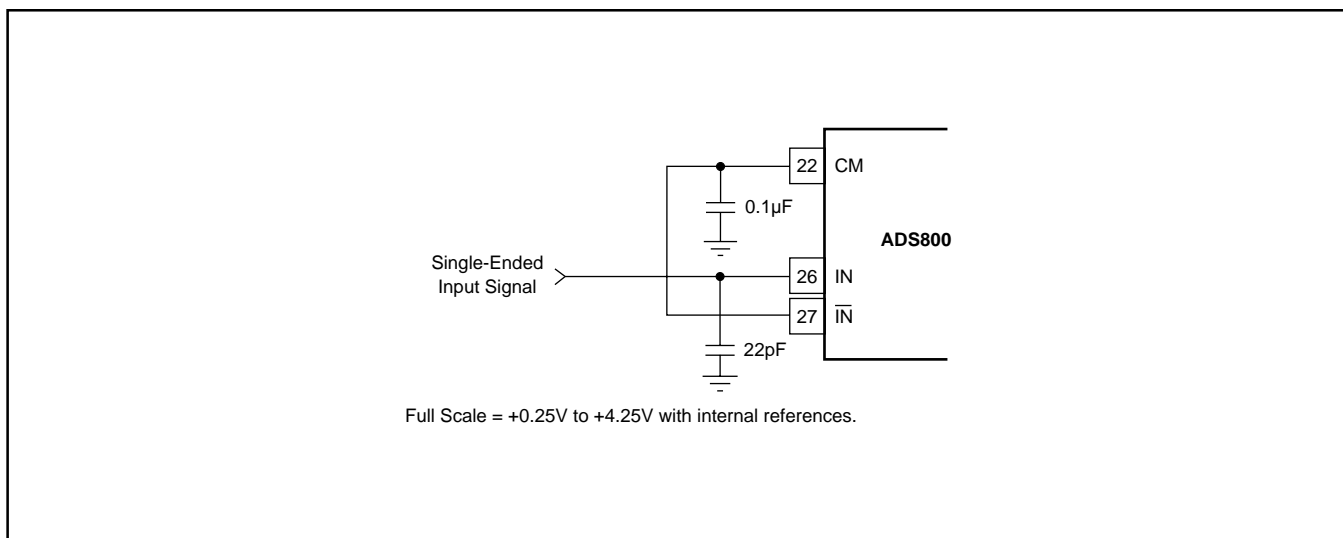 22 CM
0.1µF
ADS800
Single-Ended
Input Signal
26 IN
27 I̅N̅
22pF
Full Scale = +0.25V to +4.25V with internal references.